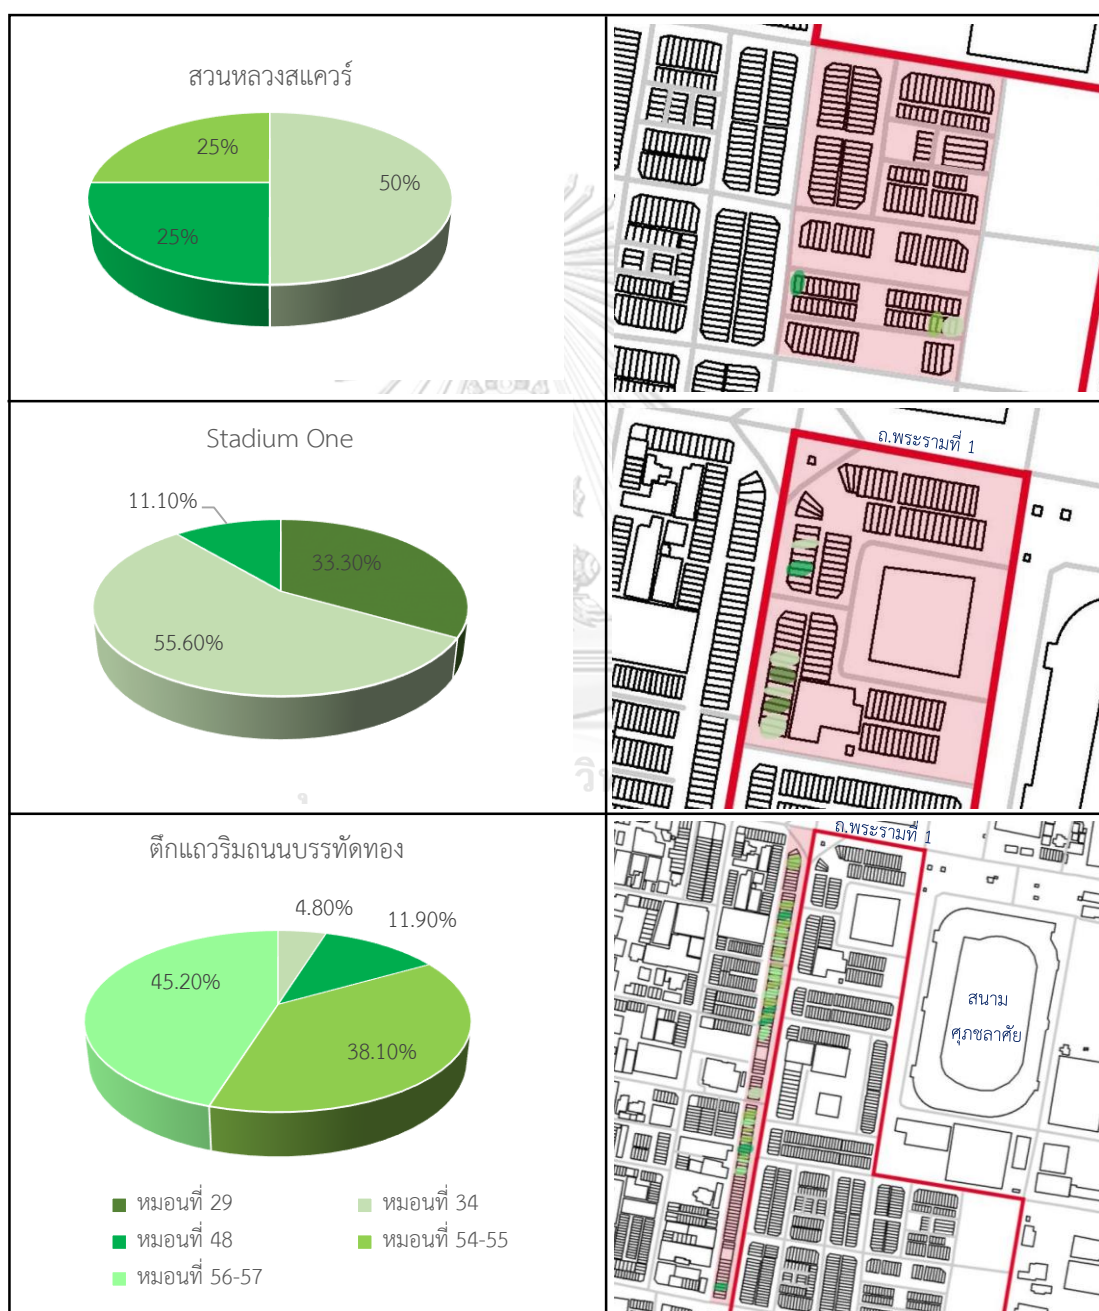 สวนหลวงสแควร์
25%
50%
25%
Stadium One
11.10%
33.30%
55.60%
ถ.พระรามที่ 1
ตึกแถวริมถนนบรรทัดทอง
4.80%
11.90%
45.20%
38.10%
หมอนที่ 29
หมอนที่ 34
หมอนที่ 48
หมอนที่ 54-55
หมอนที่ 56-57
ถ.พระรามที่ 1
สนาม
ศุภชลาศัย